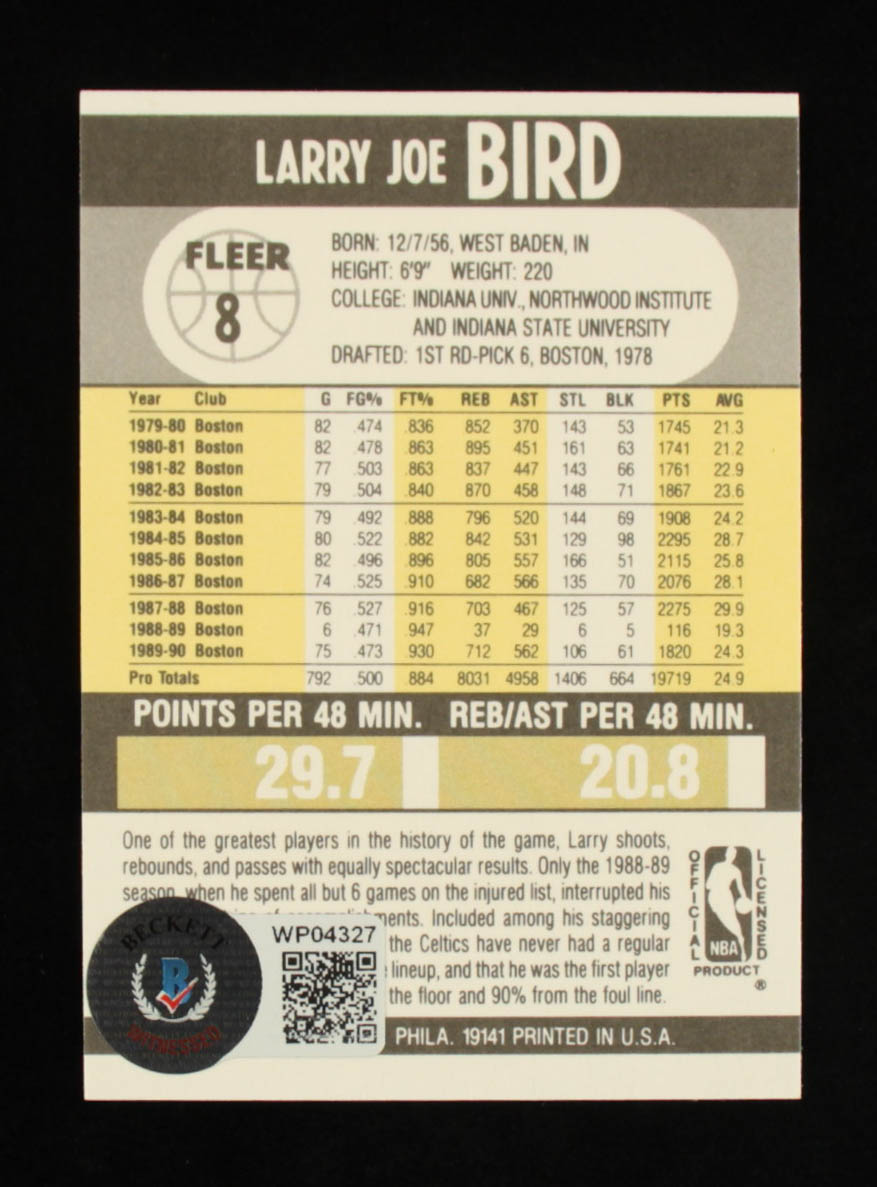 LARRY JOE BIRD
FLEER
8
BORN: 12/7/56, WEST BADEN, IN
HEIGHT: 6'9" WEIGHT: 220
COLLEGE: INDIANA UNIV., NORTHWOOD INSTITUTE
AND INDIANA STATE UNIVERSITY
DRAFTED: 1ST RD-PICK 6, BOSTON, 1978
Year Club G FG% FT% REB AST STL BLK PTS AVG
1979-80 Boston 82 .474 .836 852 370 143 53 1745 21.3
1980-81 Boston 82 .478 .863 895 451 161 63 1741 21.2
1981-82 Boston 77 .503 .863 837 447 143 66 1761 22.9
1982-83 Boston 79 .504 .840 870 458 148 71 1867 23.6
1983-84 Boston 79 .492 .888 796 520 144 69 1908 24.2
1984-85 Boston 80 .522 .882 842 531 129 98 2295 28.7
1985-86 Boston 82 .496 .896 805 557 166 51 2115 25.8
1986-87 Boston 74 .525 .910 682 566 135 70 2076 28.1
1987-88 Boston 76 .527 .916 703 467 125 57 2275 29.9
1988-89 Boston 6 .471 .947 37 29 6 5 116 19.3
1989-90 Boston 75 .473 .930 712 562 106 61 1820 24.3
Pro Totals 792 .500 .884 8031 4958 1406 664 19719 24.9
POINTS PER 48 MIN. REB/AST PER 48 MIN.
29.7 20.8
One of the greatest players in the history of the game, Larry shoots,
rebounds, and passes with equally spectacular results. Only the 1988-89
season, when he spent all but 6 games on the injured list, interrupted his
of Included among his staggering
the Celtics have never had a regular
lineup, and that he was the first player
the floor and 90% from the foul line.
OFFICIAL
LICENSED
NBA
PRODUCT
®
BECKETT
B
WITNESSED
WP04327
PHILA. 19141 PRINTED IN U.S.A.